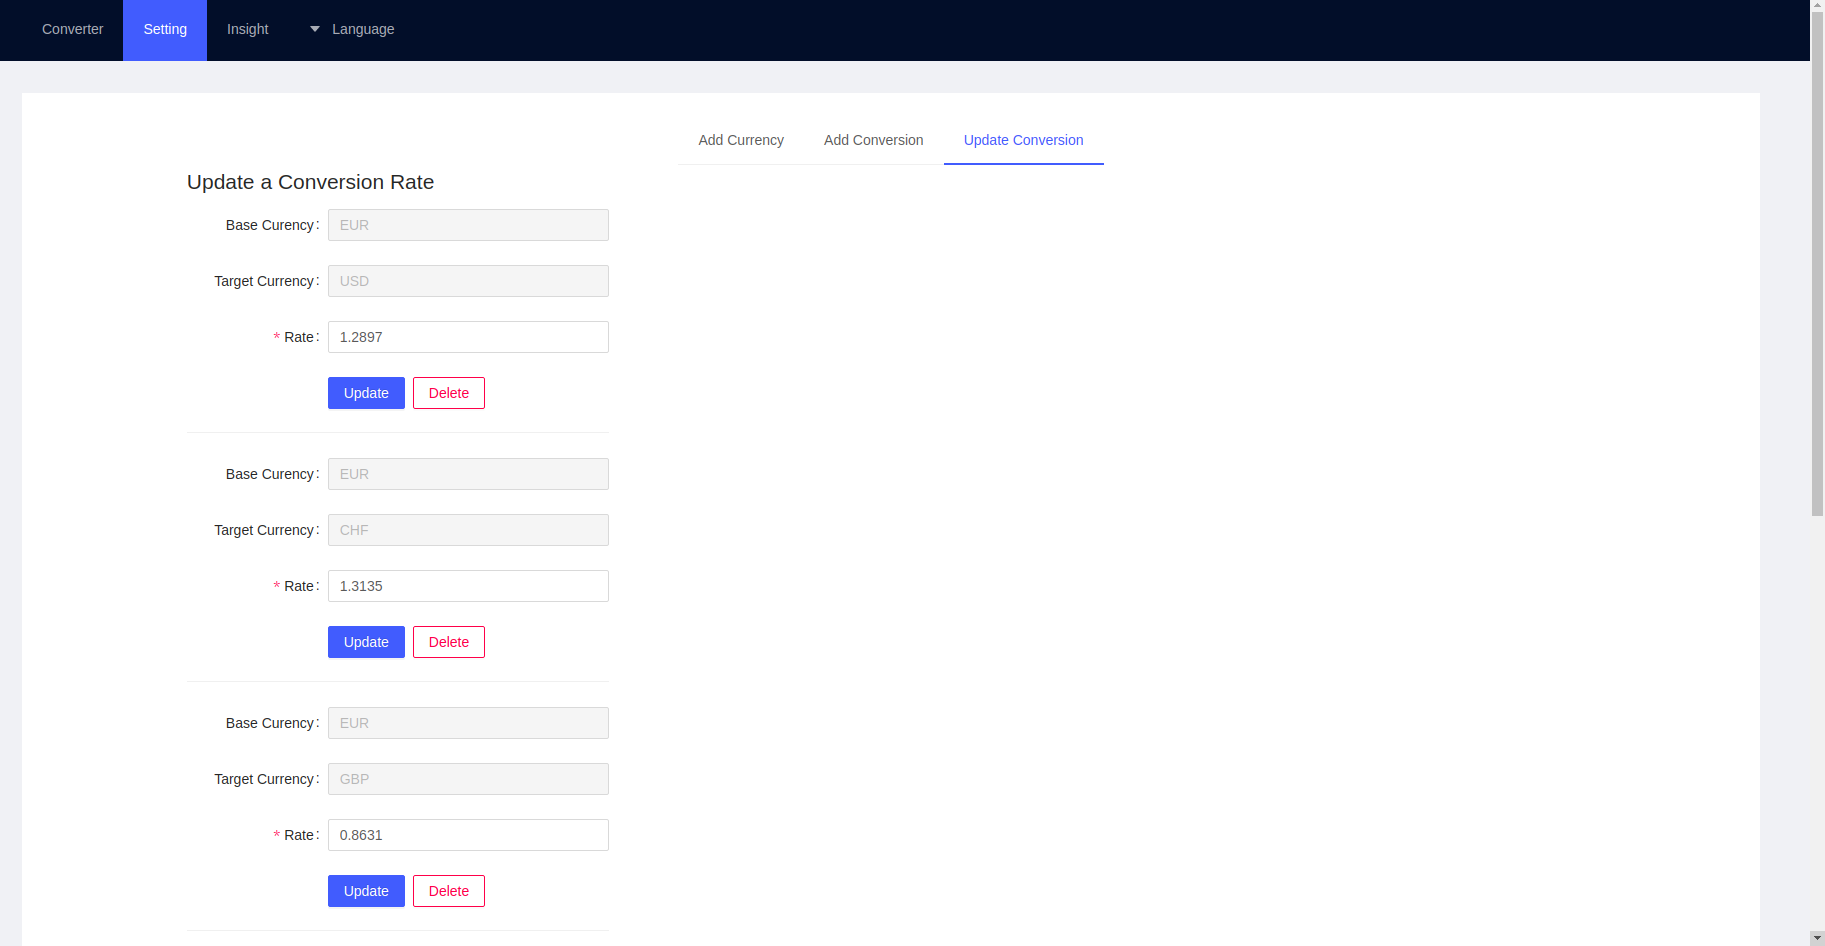 Converter Setting Insight Language
Add Currency Add Conversion Update Conversion
Update a Conversion Rate
Base Curency: EUR
Target Currency: USD
* Rate: 1.2897
Update Delete
Base Curency: EUR
Target Currency: CHF
* Rate: 1.3135
Update Delete
Base Curency: EUR
Target Currency: GBP
* Rate: 0.8631
Update Delete